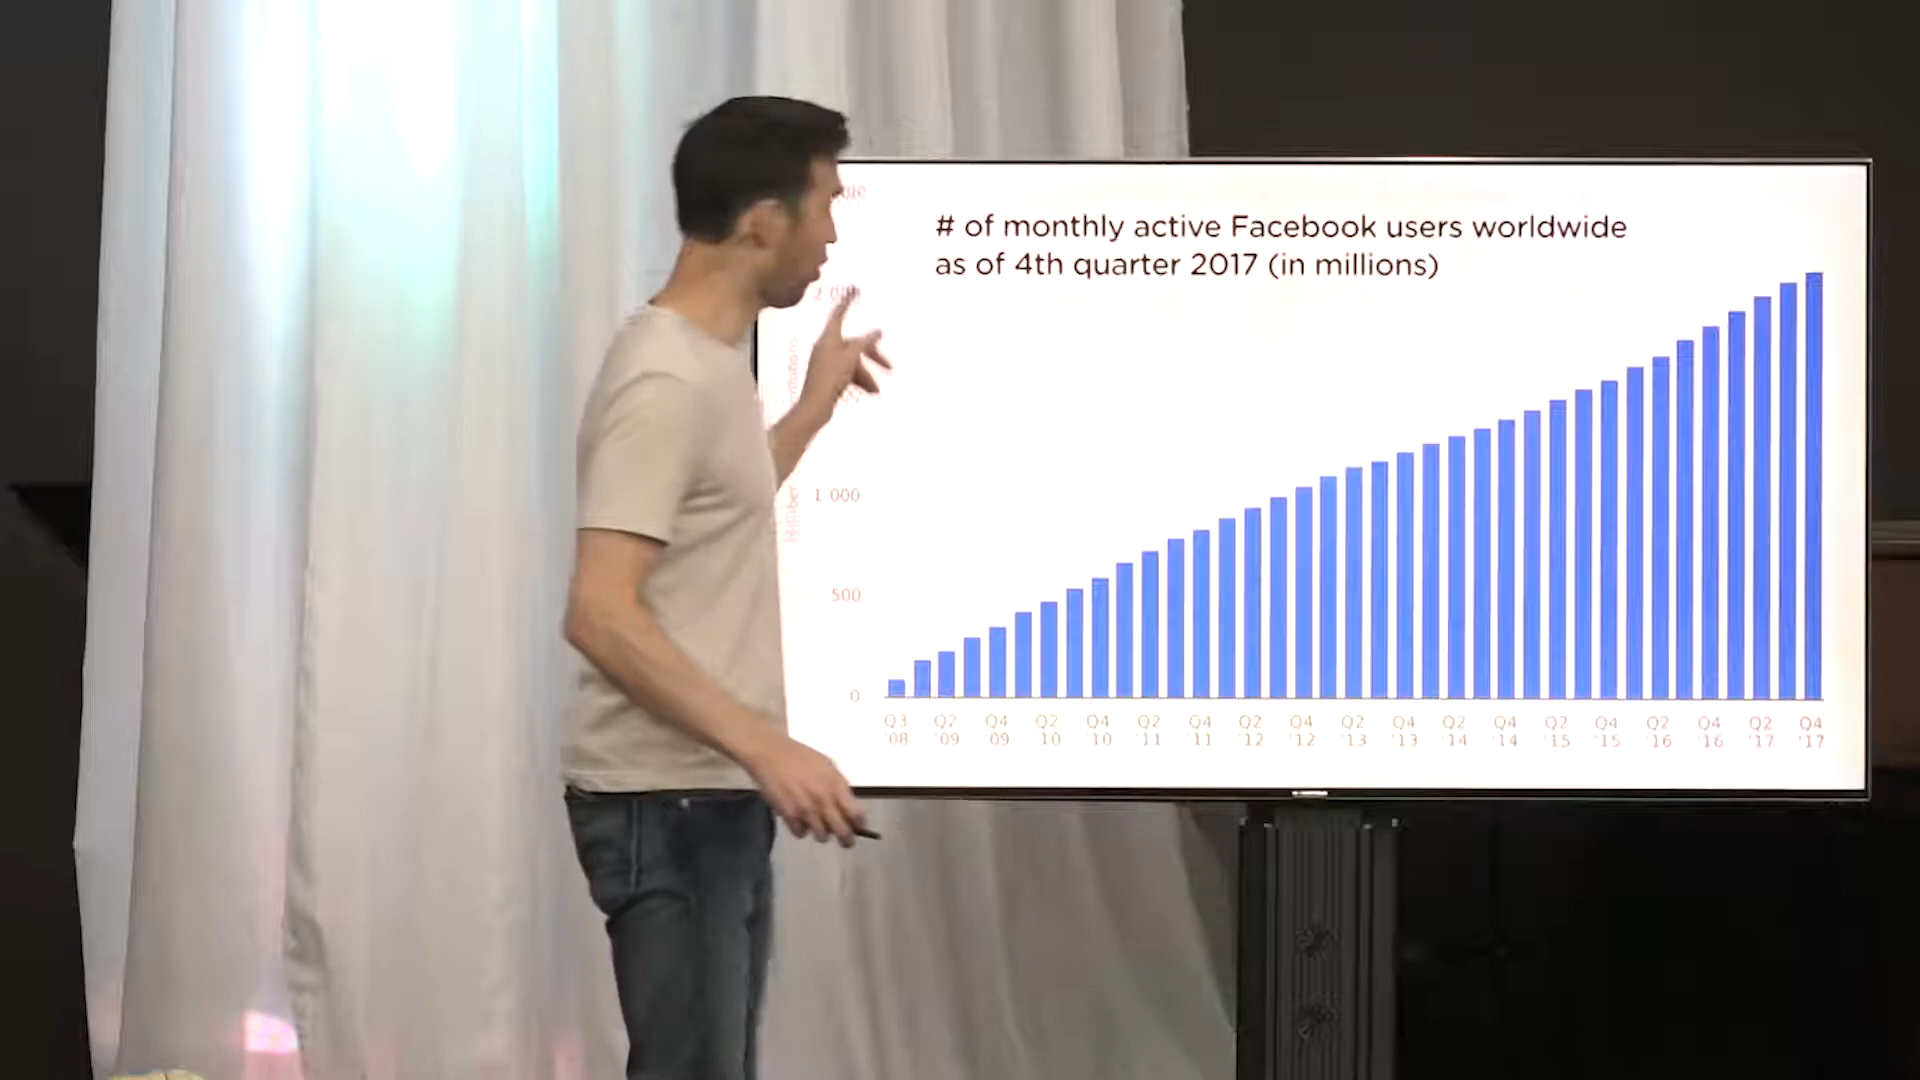 # of monthly active Facebook users worldwide
as of 4th quarter 2017 (in millions)
1 000
500
0
Q3 Q2 Q4 Q2 Q4 Q2 Q4 Q2 Q4 Q2 Q4 Q2 Q4 Q2 Q4 Q2 Q4 Q2 Q4
'08 '09 '09 '10 '10 '11 '11 '12 '12 '13 '13 '14 '14 '15 '15 '16 '16 '17 '17